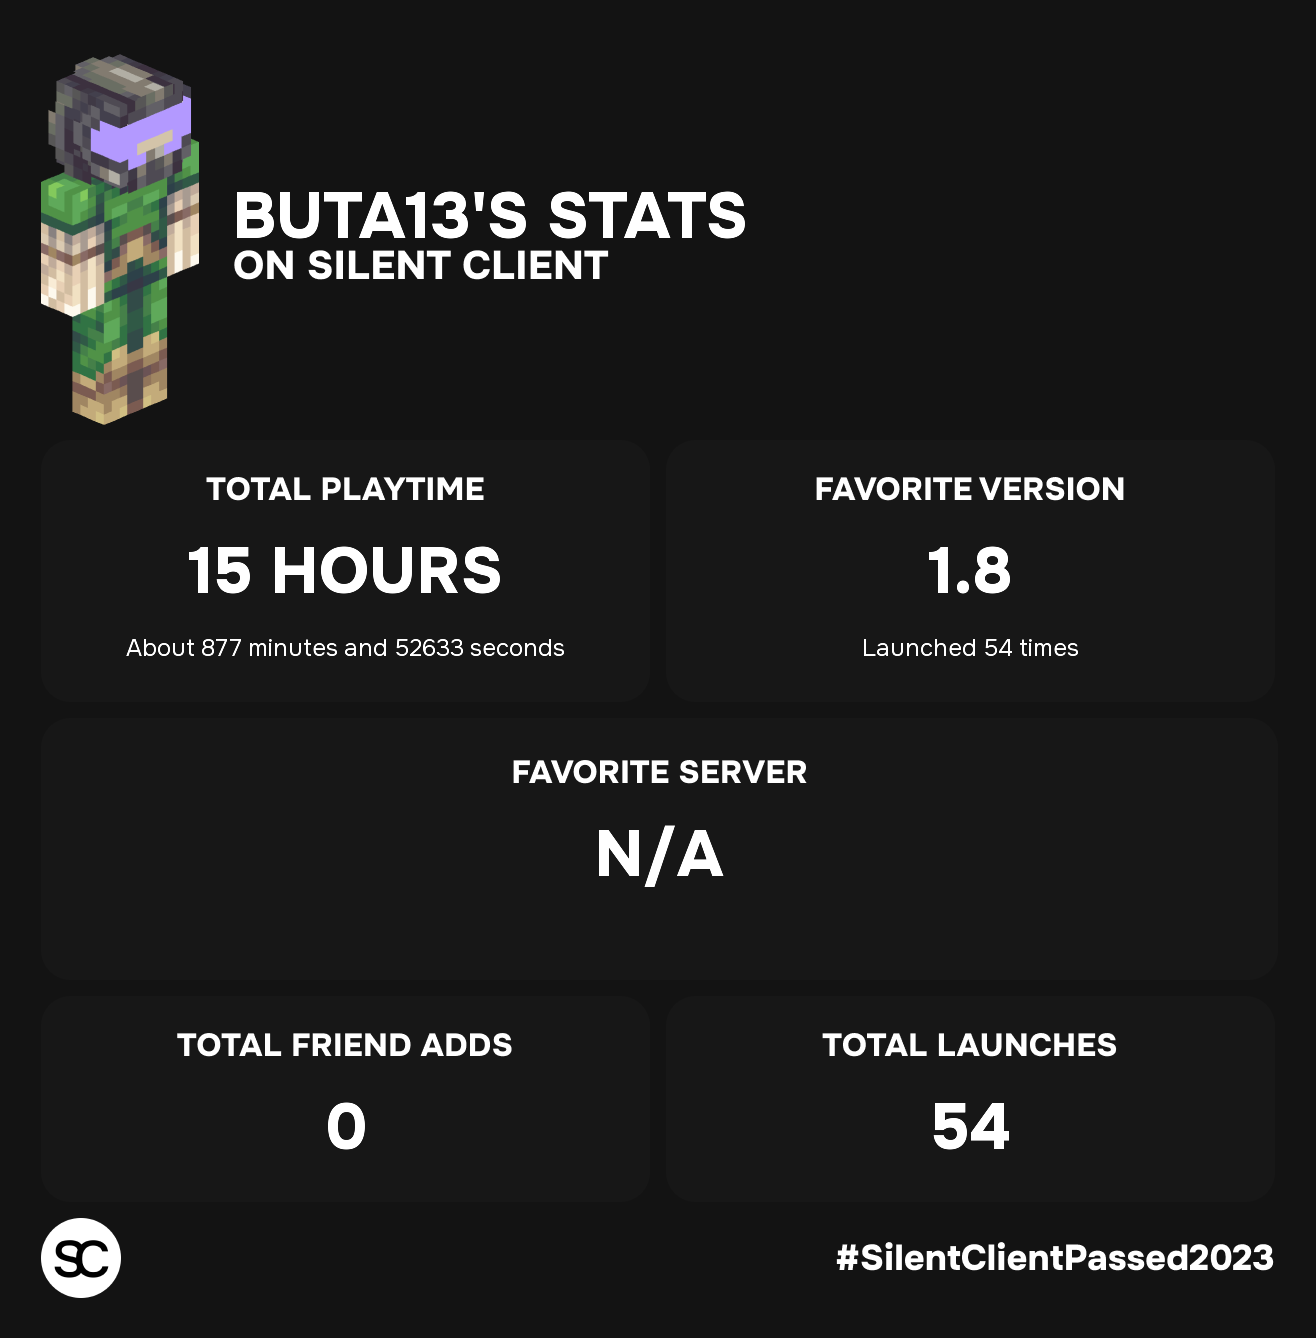 BUTA13'S STATS
ON SILENT CLIENT
TOTAL PLAYTIME
15 HOURS
About 877 minutes and 52633 seconds
FAVORITE VERSION
1.8
Launched 54 times
FAVORITE SERVER
N/A
TOTAL FRIEND ADDS
0
TOTAL LAUNCHES
54
SC
#SilentClientPassed2023